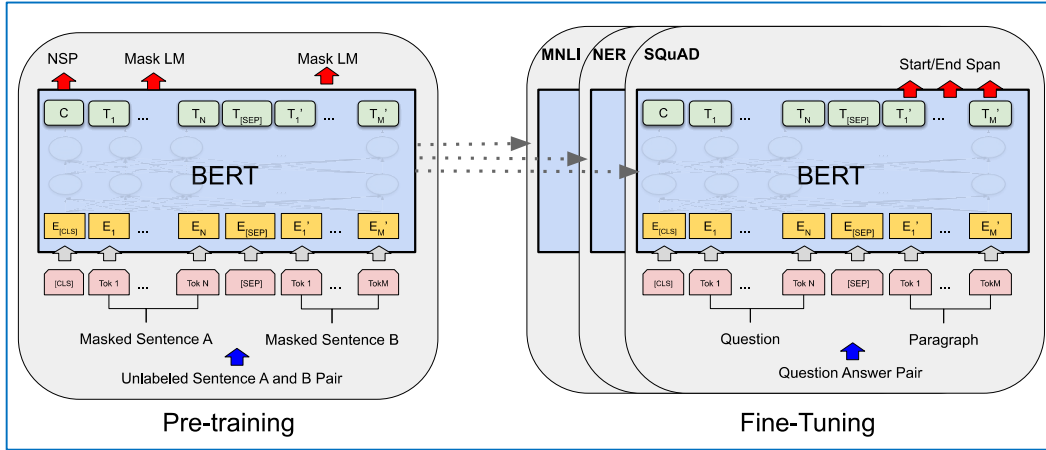 NSP Mask LM Mask LM
C T1 ... TN T[SEP] T1' ... TM'
BERT
E[CLS] E1 ... EN E[SEP] E1' ... EM'
[CLS] Tok 1 ... Tok N [SEP] Tok 1 ... TokM
Masked Sentence A Masked Sentence B
Unlabeled Sentence A and B Pair
Pre-training
MNLI NER SQuAD
Start/End Span
C T1 ... TN T[SEP] T1' ... TM'
BERT
E[CLS] E1 ... EN E[SEP] E1' ... EM'
[CLS] Tok 1 ... Tok N [SEP] Tok 1 ... TokM
Question Paragraph
Question Answer Pair
Fine-Tuning